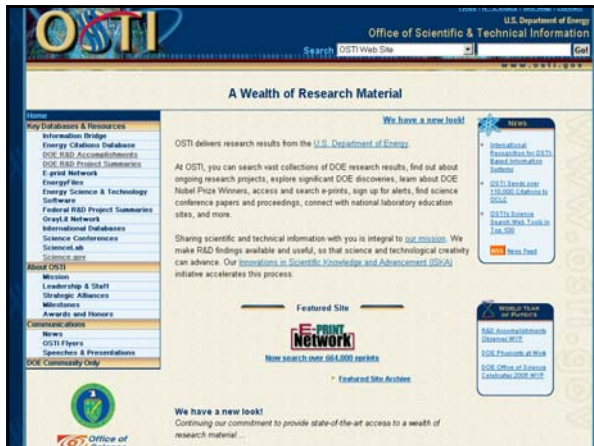 OSTI
U.S. Department of Energy
Office of Scientific & Technical Information
Search OSTI Web Site Go!
www.osti.gov
A Wealth of Research Material
Home
Key Databases & Resources
Information Bridge
Energy Citations Database
DOE R&D Accomplishments
DOE R&D Project Summaries
E-print Network
EnergyFiles
Energy Science & Technology
Software
Federal R&D Project Summaries
GrayLit Network
International Databases
Science Conferences
ScienceLab
Science.gov
About OSTI
Mission
Leadership & Staff
Strategic Alliances
Milestones
Awards and Honors
Communications
News
OSTI Flyers
Speeches & Presentations
DOE Community Only
Office of
We have a new look!
OSTI delivers research results from the U.S. Department of Energy.
At OSTI, you can search vast collections of DOE research results, find out about
ongoing research projects, explore significant DOE discoveries, learn about DOE
Nobel Prize Winners, access and search e-prints, sign up for alerts, find science
conference papers and proceedings, connect with national laboratory education
sites, and more.
Sharing scientific and technical information with you is integral to our mission. We
make R&D findings available and useful, so that science and technological creativity
can advance. Our Innovations in Scientific Knowledge and Advancement (ISKA)
initiative accelerates this process.
Featured Site
E-PRINT
Network
Now search over 664,000 eprints
Featured Site Archive
We have a new look!
Continuing our commitment to provide state-of-the-art access to a wealth of
research material ...
News
International
Recognition for OSTI
Based Information
Systems
OSTI Sends over
110,000 Citations to
OCLC
OSTI's Science
Search Web Tools in
Top 100
RSS News Feed
World Year
of Physics
R&D Accomplishments
Observes WYP
DOE Physicists at Work
DOE Office of Science
Celebrates 2005 WYP
www.osti.gov